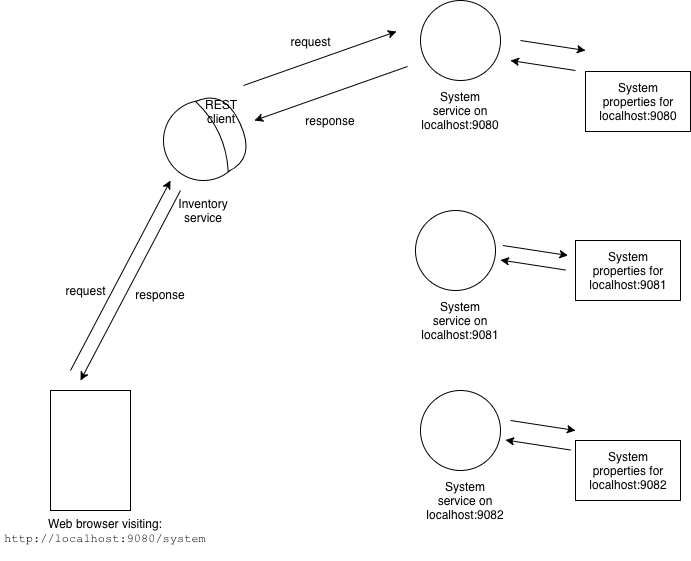 request
System
service on
localhost:9080
System
properties for
localhost:9080
REST
client
response
Inventory
service
System
service on
localhost:9081
System
properties for
localhost:9081
request
response
System
service on
localhost:9082
System
properties for
localhost:9082
Web browser visiting:
http://localhost:9080/system